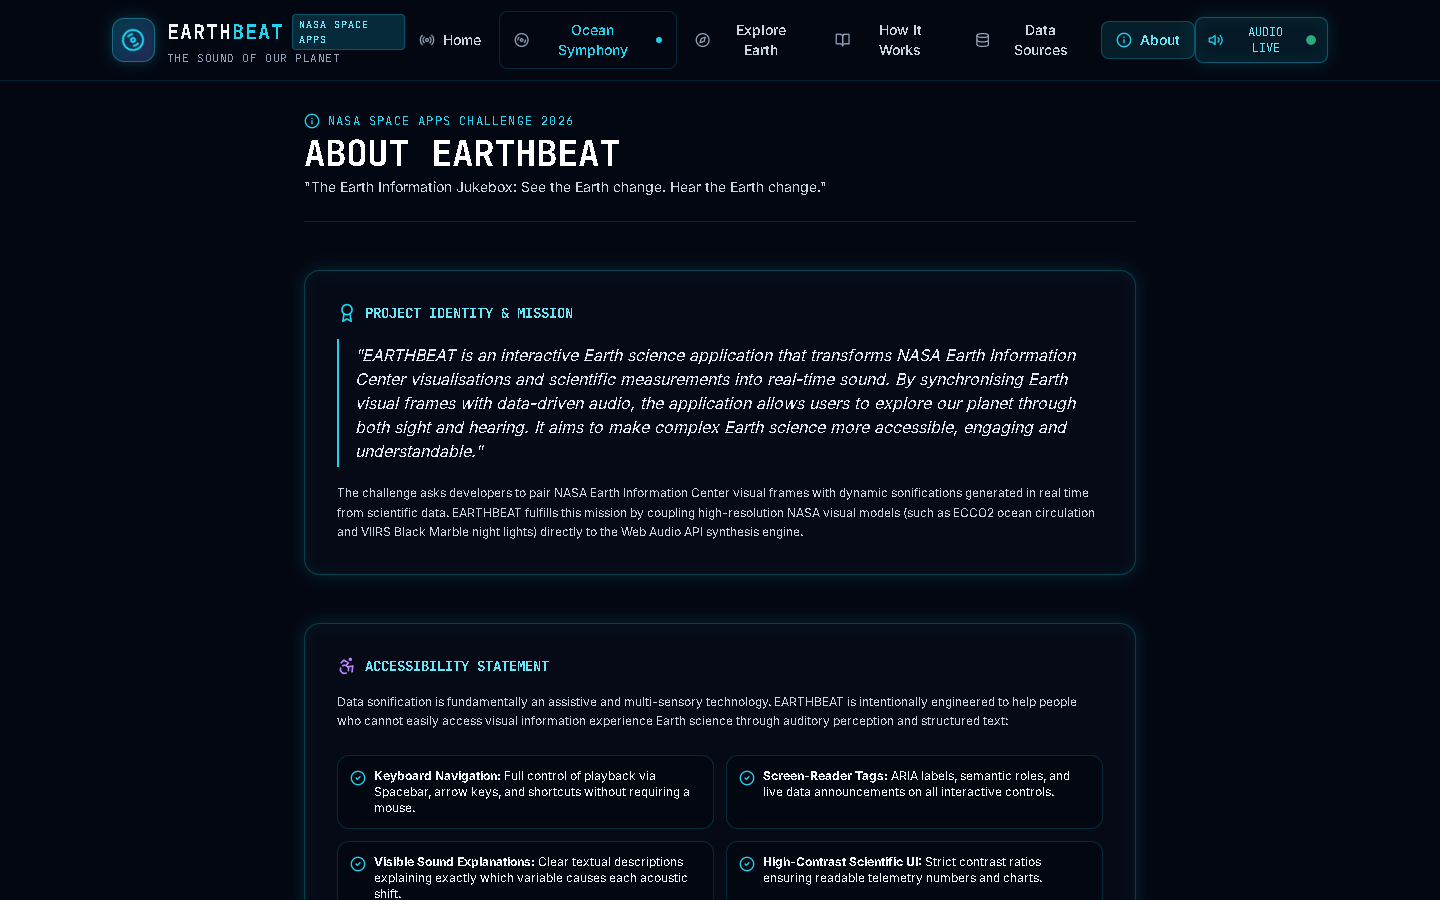 EARTHBEAT
NASA SPACE
APPS
THE SOUND OF OUR PLANET
Home
Ocean
Symphony
Explore
Earth
How It
Works
Data
Sources
About
AUDIO
LIVE
NASA SPACE APPS CHALLENGE 2026
ABOUT EARTHBEAT
"The Earth Information Jukebox: See the Earth change. Hear the Earth change."
PROJECT IDENTITY & MISSION
"EARTHBEAT is an interactive Earth science application that transforms NASA Earth Information
Center visualisations and scientific measurements into real-time sound. By synchronising Earth
visual frames with data-driven audio, the application allows users to explore our planet through
both sight and hearing. It aims to make complex Earth science more accessible, engaging and
understandable."
The challenge asks developers to pair NASA Earth Information Center visual frames with dynamic sonifications generated in real time
from scientific data. EARTHBEAT fulfills this mission by coupling high-resolution NASA visual models (such as ECCO2 ocean circulation
and VIIRS Black Marble night lights) directly to the Web Audio API synthesis engine.
ACCESSIBILITY STATEMENT
Data sonification is fundamentally an assistive and multi-sensory technology. EARTHBEAT is intentionally engineered to help people
who cannot easily access visual information experience Earth science through auditory perception and structured text:
Keyboard Navigation: Full control of playback via
Spacebar, arrow keys, and shortcuts without requiring a
mouse.
Screen-Reader Tags: ARIA labels, semantic roles, and
live data announcements on all interactive controls.
Visible Sound Explanations: Clear textual descriptions
explaining exactly which variable causes each acoustic
shift.
High-Contrast Scientific UI: Strict contrast ratios
ensuring readable telemetry numbers and charts.